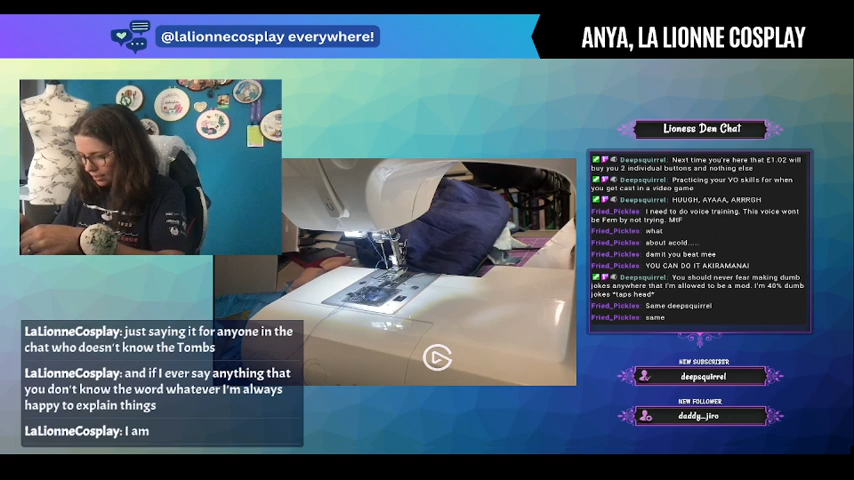 @lalionnecosplay everywhere!
ANYA, LA LIONNE COSPLAY
Lioness Den Chat
Deepsquirrel: Next time you're here that £1.02 will
buy you 2 individual buttons and nothing else
Deepsquirrel: Practicing your VO skills for when
you get cast in a video game
Deepsquirrel: HUUGH, AYAAA, ARRRGH
Fried_Pickles: I need to do voice training. This voice wont
be Fem by not trying. MtF
Fried_Pickles: what
Fried_Pickles: about acold.....
Fried_Pickles: damit you beat mee
Fried_Pickles: YOU CAN DO IT AKIRAMANAI
Deepsquirrel: You should never fear making dumb
jokes anywhere that I'm allowed to be a mod. I'm 40% dumb
jokes *taps head*
Fried_Pickles: Same deepsquirrel
Fried_Pickles: same
LaLionneCosplay: just saying it for anyone in the
chat who doesn't know the Tombs
LaLionneCosplay: and if I ever say anything that
you don't know the word whatever I'm always
happy to explain things
LaLionneCosplay: I am
NEW SUBSCRIBER
deepsquirrel
NEW FOLLOWER
daddy_jiro